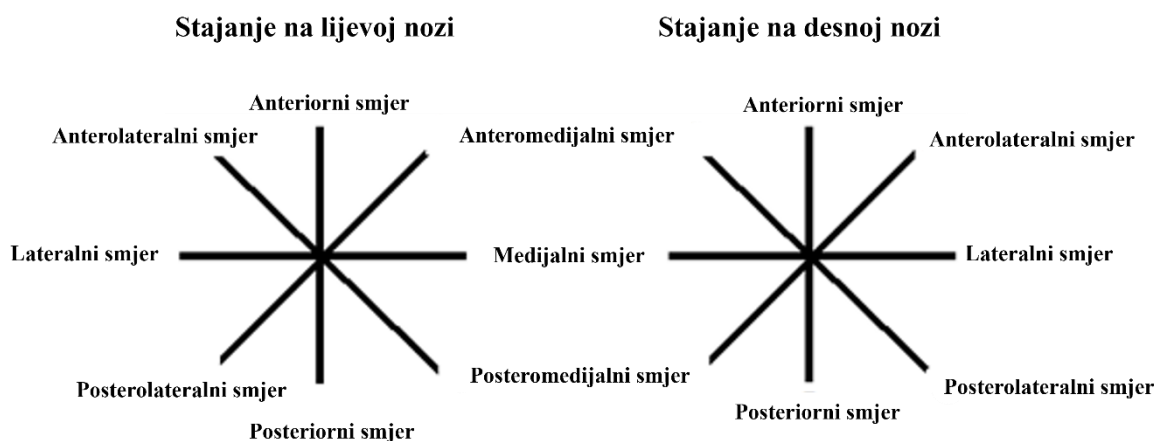 Stajanje na lijevoj nozi
Stajanje na desnoj nozi
Anteriorni smjer
Anteriorni smjer
Anterolateralni smjer
Anteromedijalni smjer
Anterolateralni smjer
Lateralni smjer
Medijalni smjer
Lateralni smjer
Posterolateralni smjer
Posteromedijalni smjer
Posterolateralni smjer
Posteriorni smjer
Posteriorni smjer